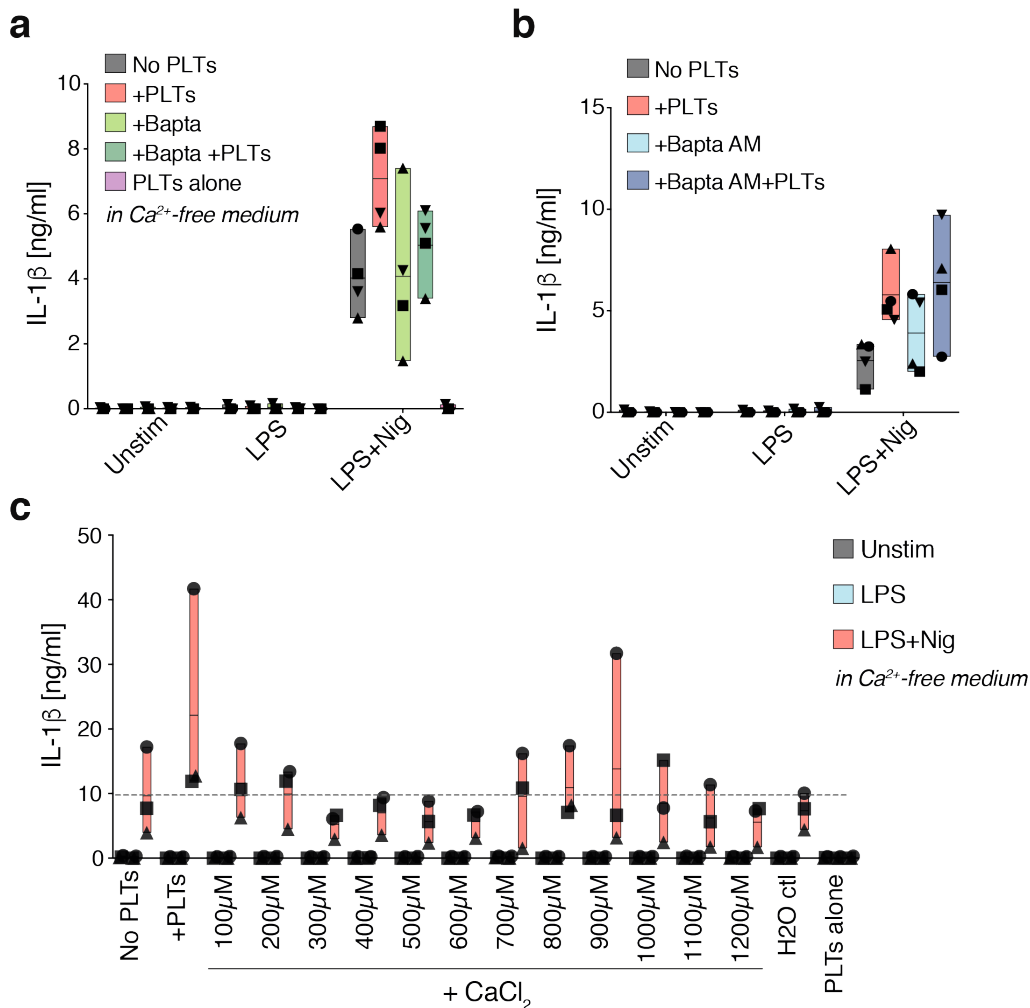 a
No PLTs
+PLTs
+Bapta
+Bapta +PLTs
PLTs alone
in Ca²⁺-free medium
IL-1β [ng/ml]
10
8
6
4
2
0
Unstim
LPS
LPS+Nig
b
No PLTs
+PLTs
+Bapta AM
+Bapta AM+PLTs
IL-1β [ng/ml]
15
10
5
0
Unstim
LPS
LPS+Nig
c
Unstim
LPS
LPS+Nig
in Ca²⁺-free medium
IL-1β [ng/ml]
50
40
30
20
10
0
No PLTs
+PLTs
100µM
200µM
300µM
400µM
500µM
600µM
700µM
800µM
900µM
1000µM
1100µM
1200µM
H2O ctl
PLTs alone
+ CaCl₂